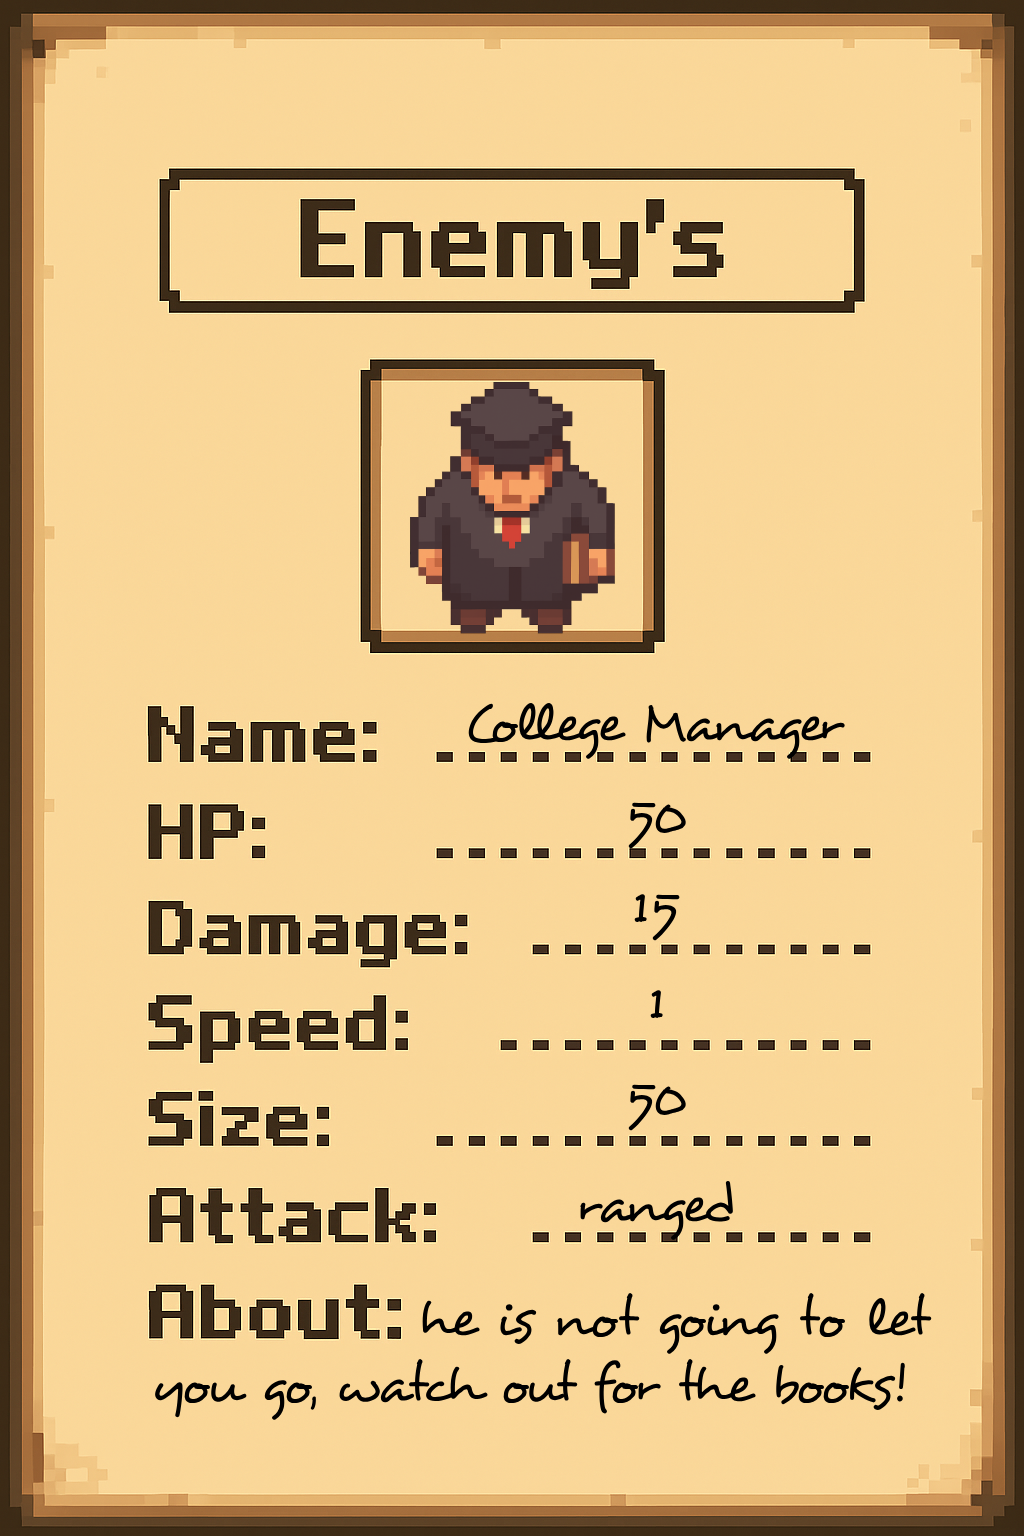 Enemy's
Name: College Manager
HP: 50
Damage: 15
Speed: 1
Size: 50
Attack: ranged
About: he is not going to let
you go, watch out for the books!